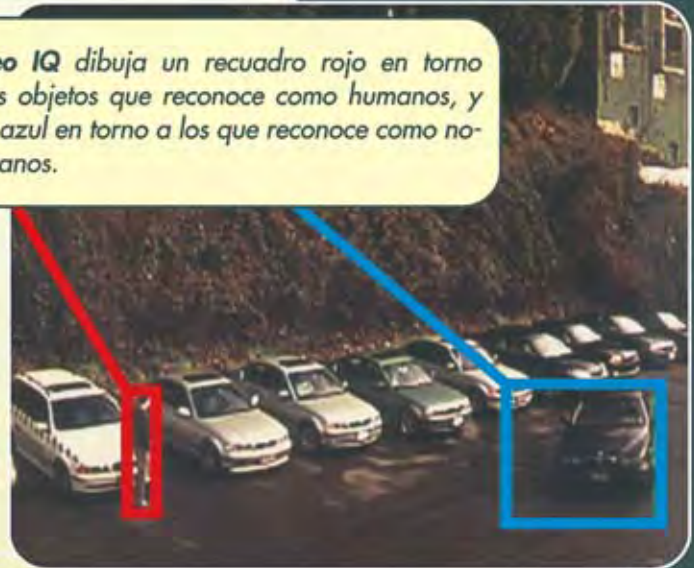 eo IQ dibuja un recuadro rojo en torno
s objetos que reconoce como humanos, y
azul en torno a los que reconoce como no-
anos.